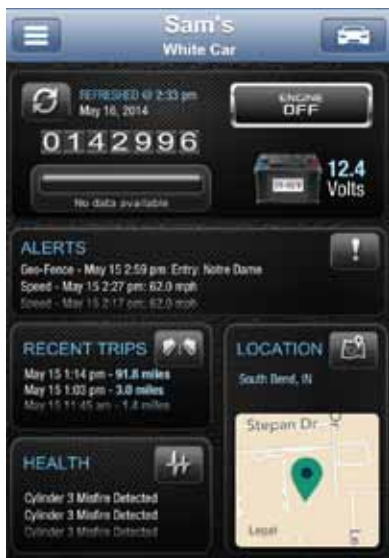 Sam's
White Car
REFRESHED @ 2:33 pm
May 16, 2014
ENGINE
OFF
0142996
12.4
Volts
No data available
ALERTS
Geo-Fence - May 15 2:59 pm: Entry: Notre Dame
Speed - May 15 2:27 pm: 62.0 mph
Speed - May 15 2:17 pm: 62.0 mph
RECENT TRIPS
May 15 1:14 pm - 91.6 miles
May 15 1:03 pm - 3.0 miles
May 15 11:45 am - 1.4 miles
LOCATION
South Bend, IN
Stepan Dr
Dr
Legal
HEALTH
Cylinder 3 Misfire Detected
Cylinder 3 Misfire Detected
Cylinder 3 Misfire Detected